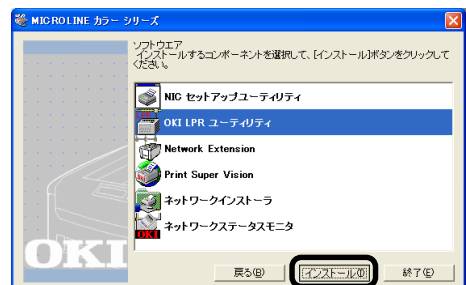 MICROLINE カラー シリーズ
ソフトウエア
インストールするコンポーネントを選択して、[インストール]ボタンをクリックして
ください。
NIC セットアップユーティリティ
OKI LPR ユーティリティ
Network Extension
Print Super Vision
ネットワークインストーラ
ネットワークステータスモニタ
OKI
OKI
戻る(B)
インストール(I)
終了(E)